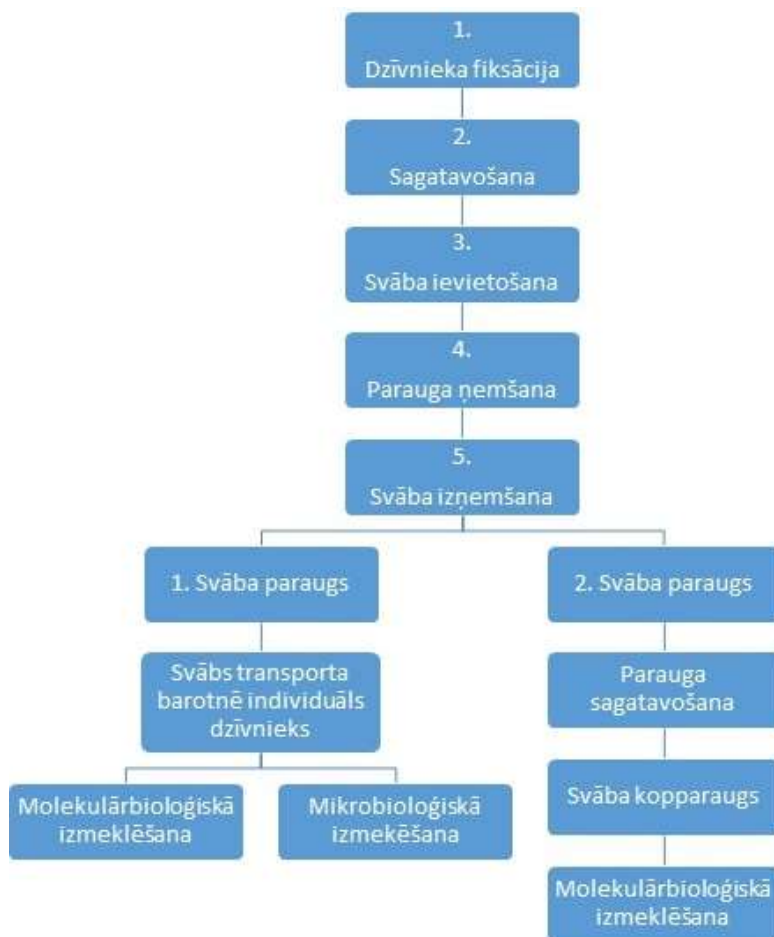 1.
Dzīvnieka fiksācija
2.
Sagatavošana
3.
Svāba ievietošana
4.
Parauga ņemšana
5.
Svāba izņemšana
1. Svāba paraugs
2. Svāba paraugs
Svābs transporta
barotnē individuāls
dzīvnieks
Parauga
sagatavošana
Molekulārbioloģiskā
izmeklēšana
Mikrobioloģiskā
izmekēšana
Svāba kopparaugs
Molekulārbioloģiskā
izmeklēšana